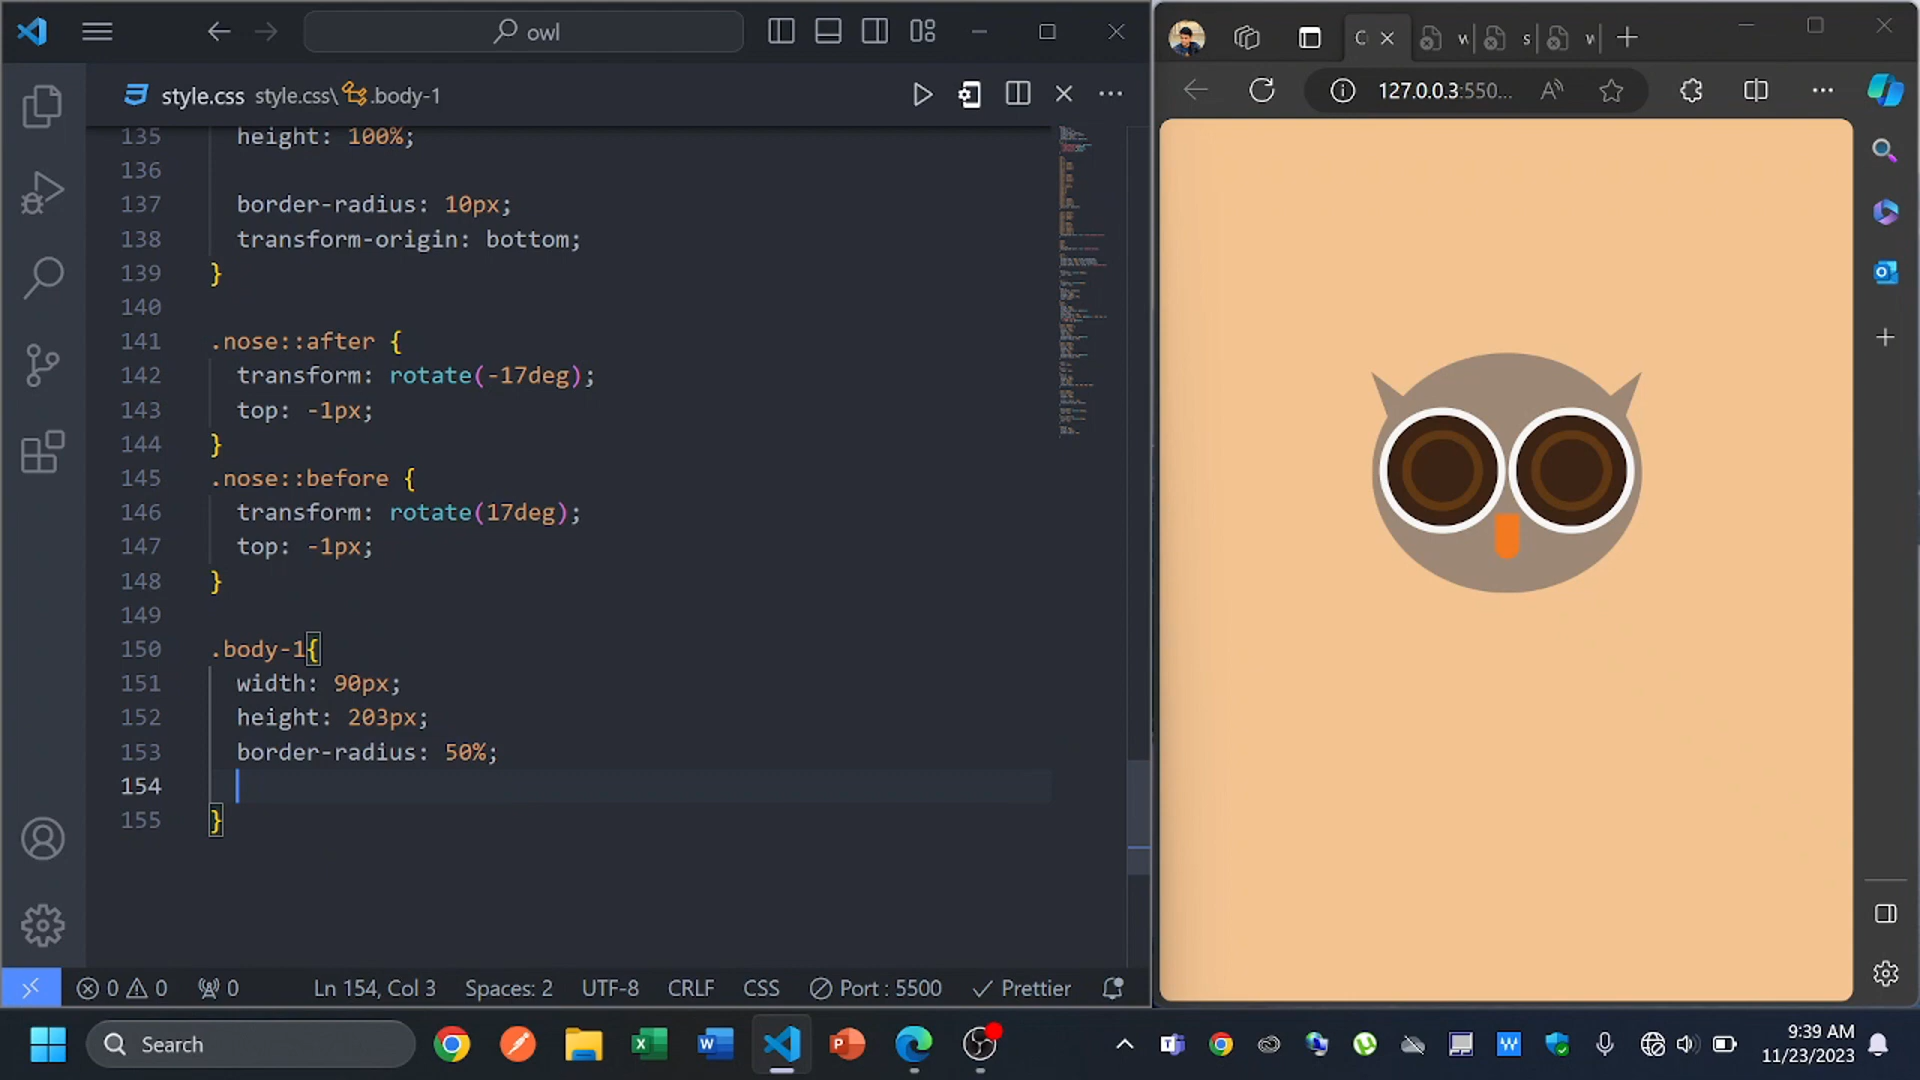 owl
style.css style.css\ .body-1
135 height: 100%;
136
137 border-radius: 10px;
138 transform-origin: bottom;
139 }
140
141 .nose::after {
142 transform: rotate(-17deg);
143 top: -1px;
144 }
145 .nose::before {
146 transform: rotate(17deg);
147 top: -1px;
148 }
149
150 .body-1{
151 width: 90px;
152 height: 203px;
153 border-radius: 50%;
154
155 }
0 0 0 Ln 154, Col 3 Spaces: 2 UTF-8 CRLF CSS Port : 5500 Prettier
127.0.0.3:550...
Search
9:39 AM
11/23/2023